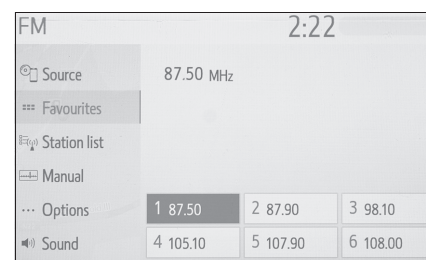 FM 2:22
Source 87.50 MHz
Favourites
Station list
Manual
Options 1 87.50 2 87.90 3 98.10
Sound 4 105.10 5 107.90 6 108.00